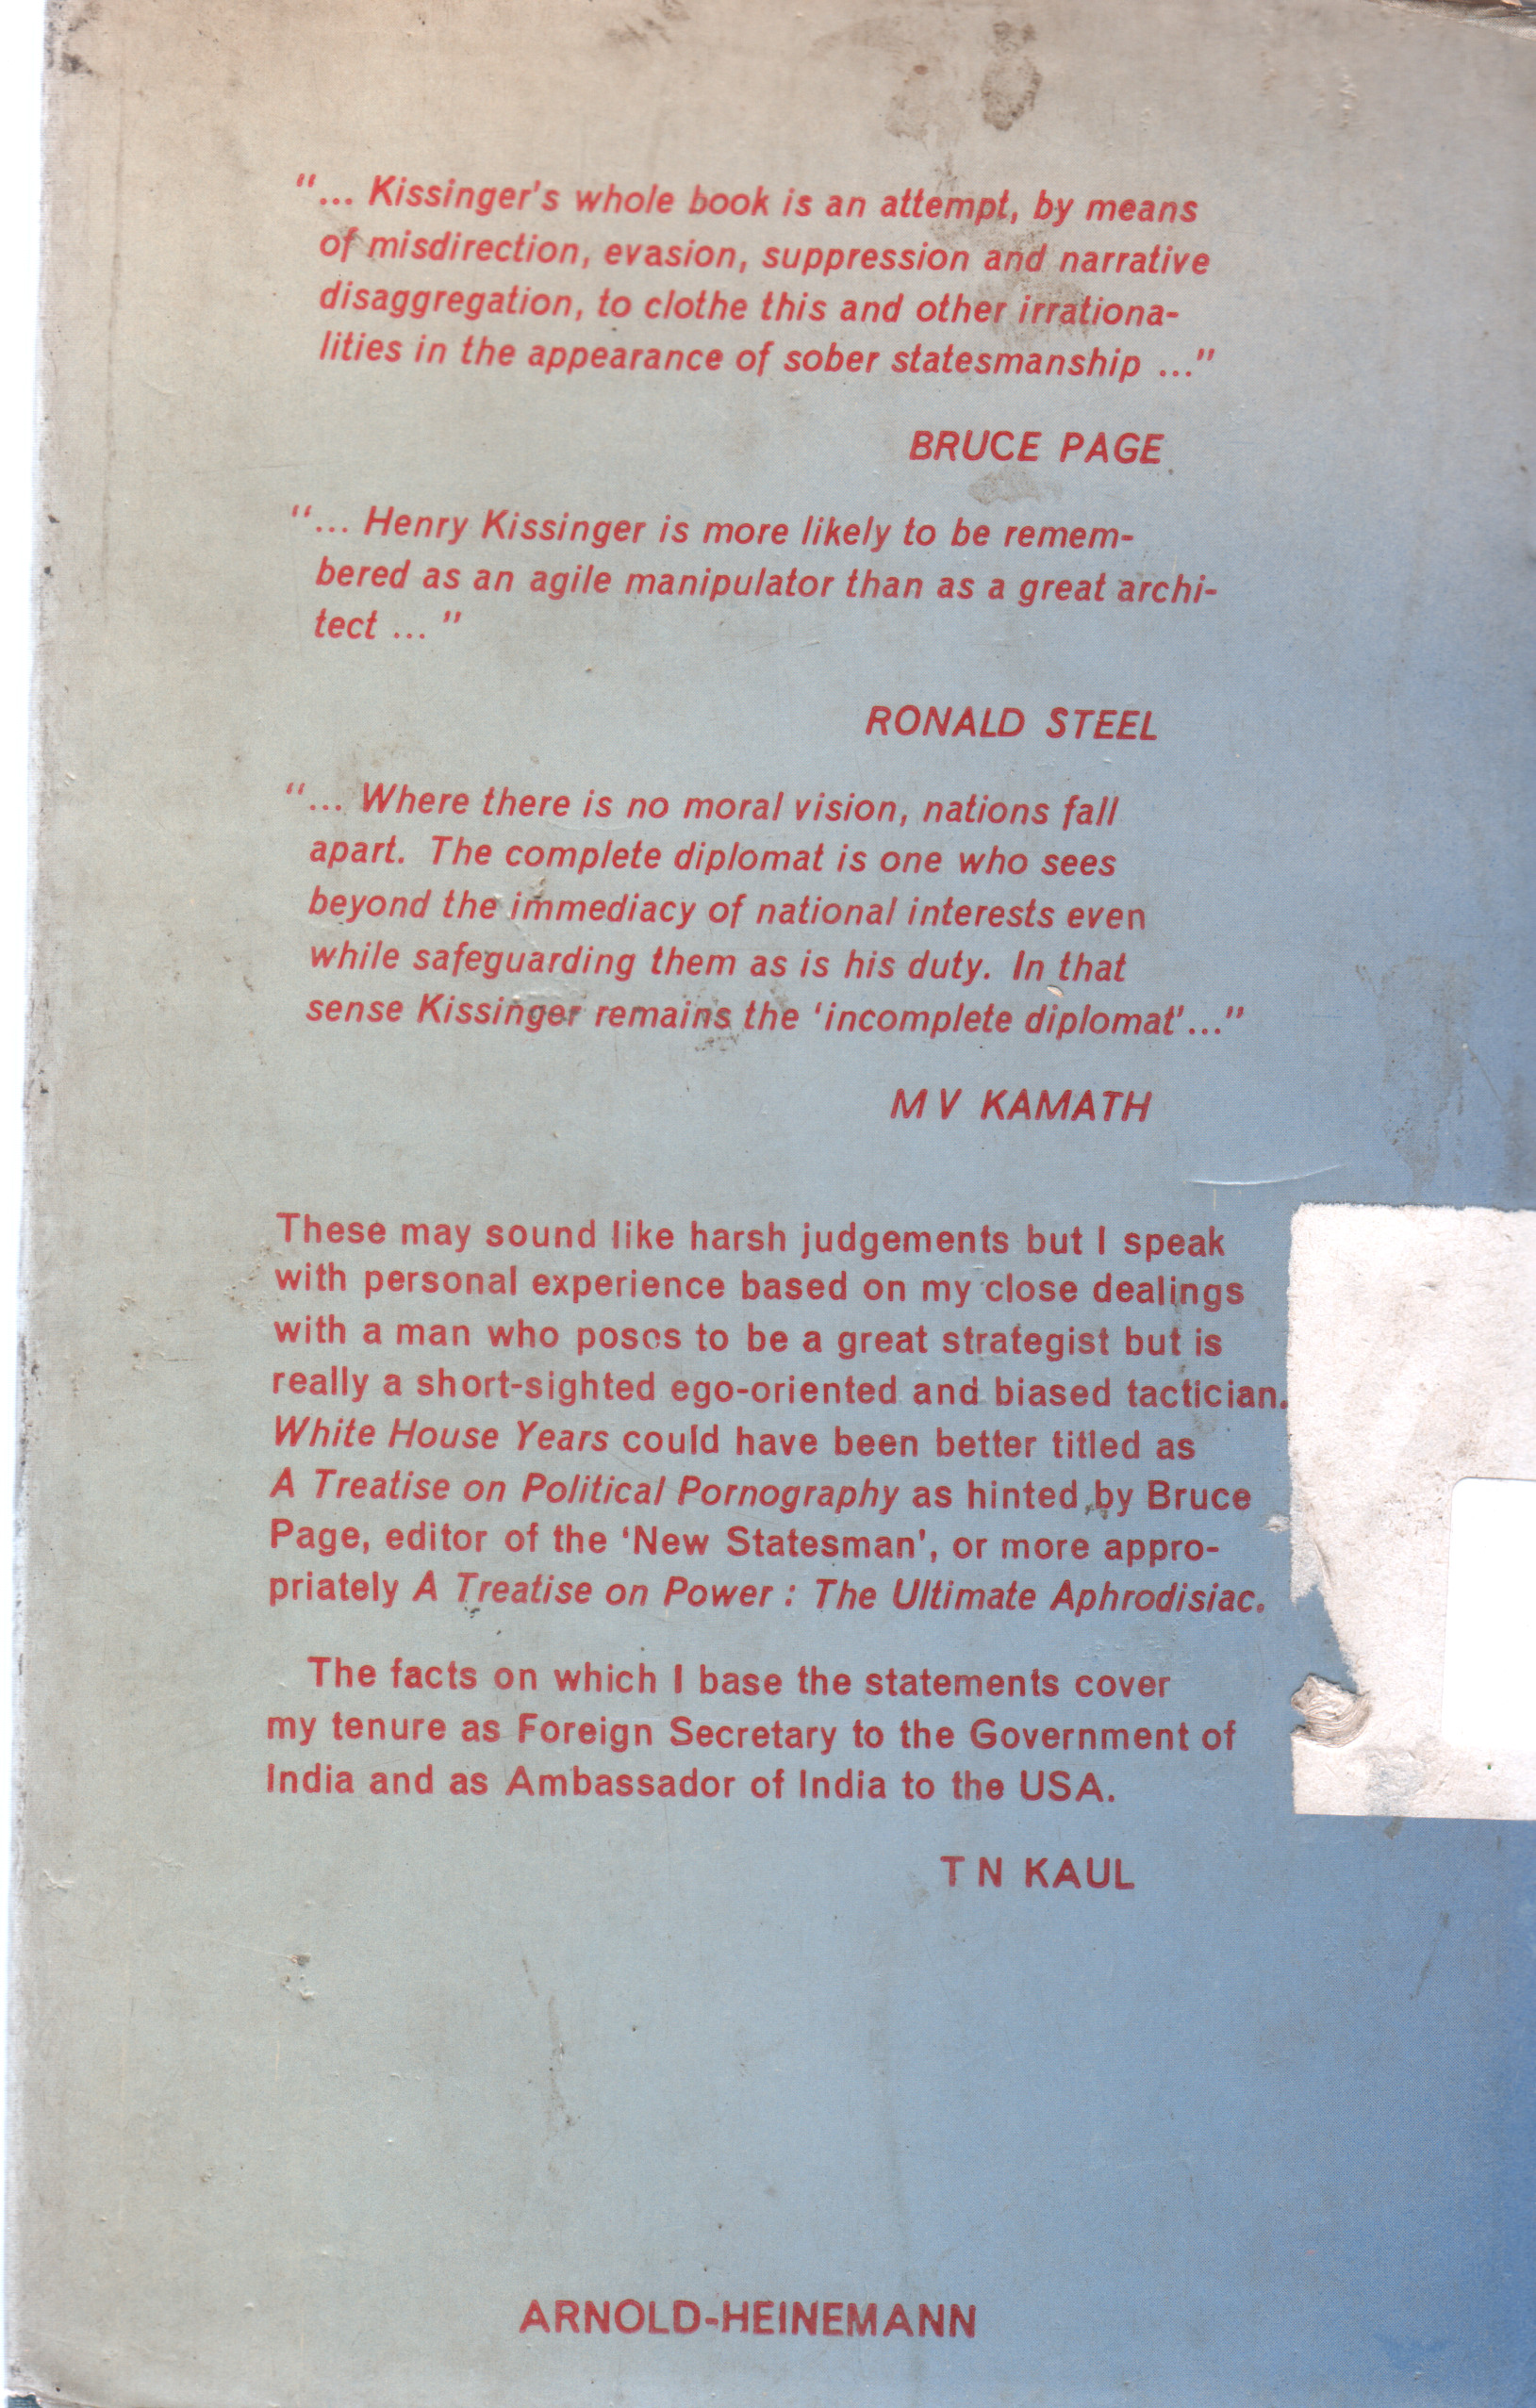 "... Kissinger's whole book is an attempt, by means
of misdirection, evasion, suppression and narrative
disaggregation, to clothe this and other irrationa-
lities in the appearance of sober statesmanship ..."
BRUCE PAGE
"... Henry Kissinger is more likely to be remem-
bered as an agile manipulator than as a great archi-
tect ... "
RONALD STEEL
"... Where there is no moral vision, nations fall
apart. The complete diplomat is one who sees
beyond the immediacy of national interests even
while safeguarding them as is his duty. In that
sense Kissinger remains the 'incomplete diplomat'..."
M V KAMATH
These may sound like harsh judgements but I speak
with personal experience based on my close dealings
with a man who poses to be a great strategist but is
really a short-sighted ego-oriented and biased tactician.
White House Years could have been better titled as
A Treatise on Political Pornography as hinted by Bruce
Page, editor of the 'New Statesman', or more appro-
priately A Treatise on Power : The Ultimate Aphrodisiac.
The facts on which I base the statements cover
my tenure as Foreign Secretary to the Government of
India and as Ambassador of India to the USA.
T N KAUL
ARNOLD-HEINEMANN